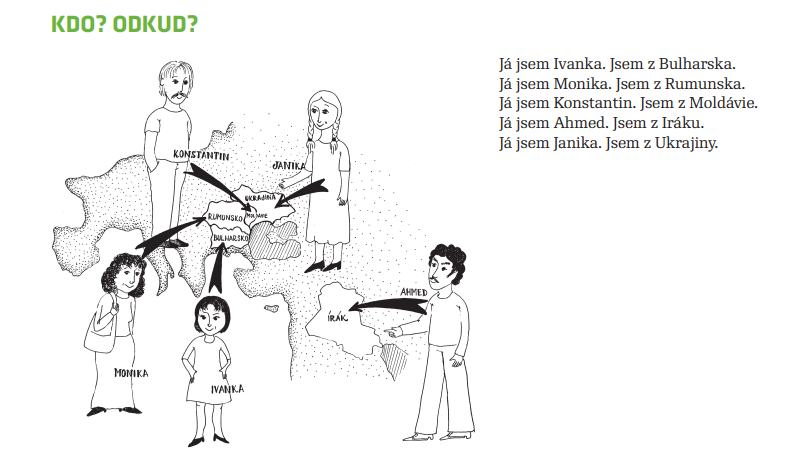 KDO? ODKUD?
Já jsem Ivanka. Jsem z Bulharska.
Já jsem Monika. Jsem z Rumunska.
Já jsem Konstantin. Jsem z Moldávie.
Já jsem Ahmed. Jsem z Iráku.
Já jsem Janika. Jsem z Ukrajiny.
KONSTANTIN
JANIKA
UKRAJINA
RUMUNSKO
BULHARSKO
AHMED
IRÁK
MONIKA
IVANKA